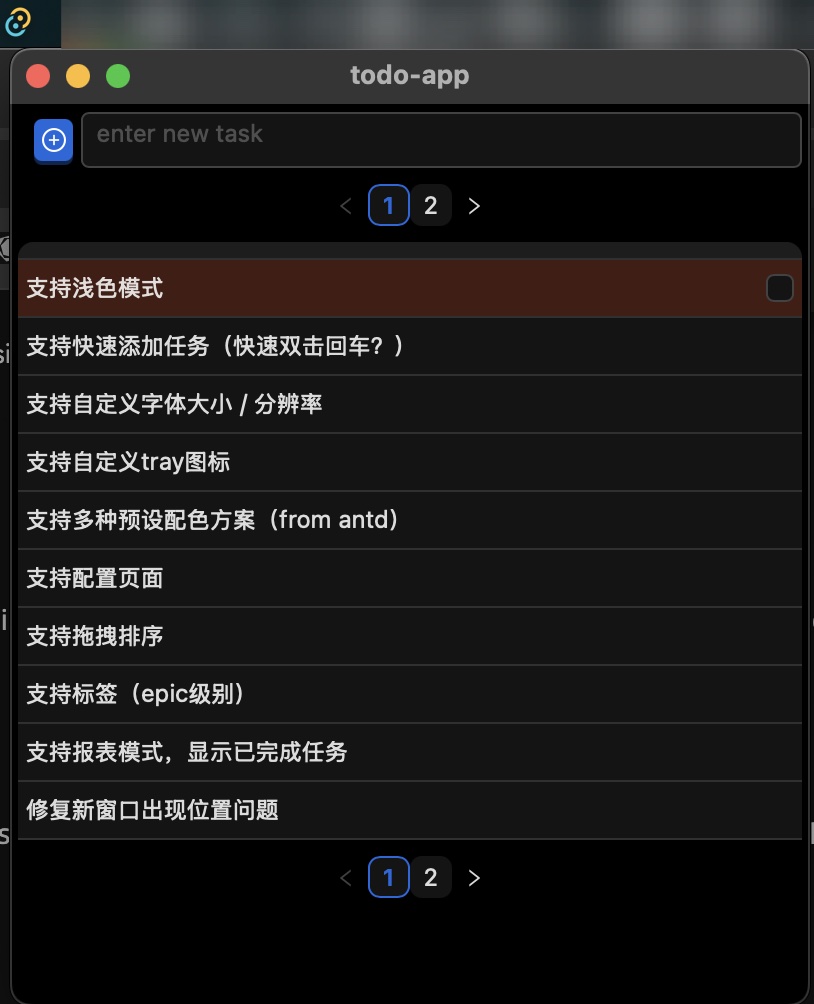 todo-app
enter new task
< 1 2 >
支持浅色模式
支持快速添加任务（快速双击回车？）
支持自定义字体大小 / 分辨率
支持自定义tray图标
支持多种预设配色方案（from antd）
支持配置页面
支持拖拽排序
支持标签（epic级别）
支持报表模式，显示已完成任务
修复新窗口出现位置问题
< 1 2 >